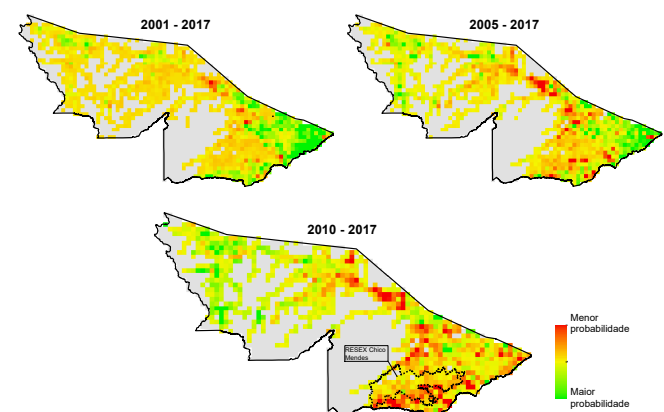 2001 - 2017
2005 - 2017
2010 - 2017
RESEX Chico
Mendes
Menor
probabilidade
Maior
probabilidade